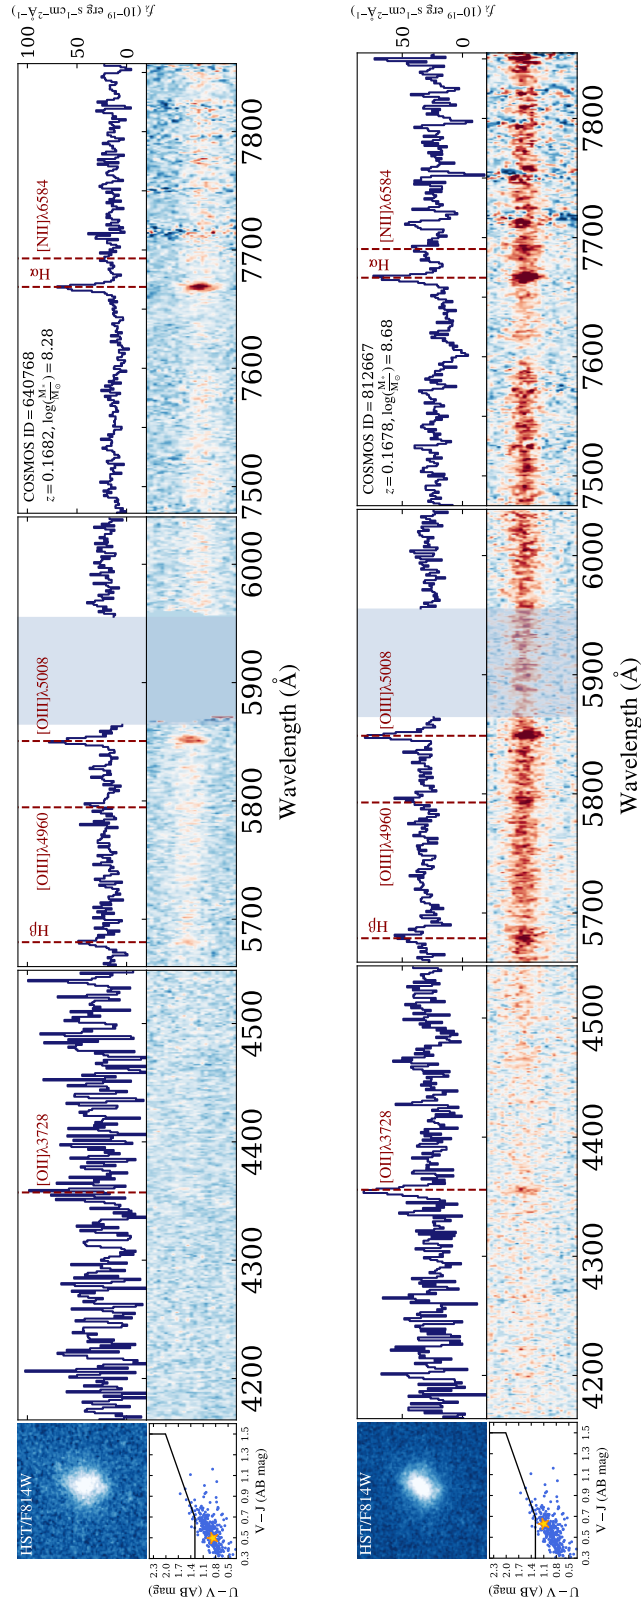 HST/F814W
2.3
2.0
1.7
1.4
1.1
0.8
0.5
U−V (AB mag)
0.3
0.5
0.7
0.9
1.1
1.3
1.5
V−J (AB mag)
[OII]λ3728
4200
4300
4400
4500
Hβ
[OIII]λ4960
[OIII]λ5008
5700
5800
5900
6000
Wavelength (Å)
COSMOS ID = 640768
z = 0.1682, log(M*/M⊙) = 8.28
Hα
[NII]λ6584
7500
7600
7700
7800
100
50
0
fλ (10−19 erg s−1cm−2Å−1)
HST/F814W
2.3
2.0
1.7
1.4
1.1
0.8
0.5
U−V (AB mag)
0.3
0.5
0.7
0.9
1.1
1.3
1.5
V−J (AB mag)
[OII]λ3728
4200
4300
4400
4500
Hβ
[OIII]λ4960
[OIII]λ5008
5700
5800
5900
6000
Wavelength (Å)
COSMOS ID = 812667
z = 0.1678, log(M*/M⊙) = 8.68
Hα
[NII]λ6584
7500
7600
7700
7800
50
0
fλ (10−19 erg s−1cm−2Å−1)